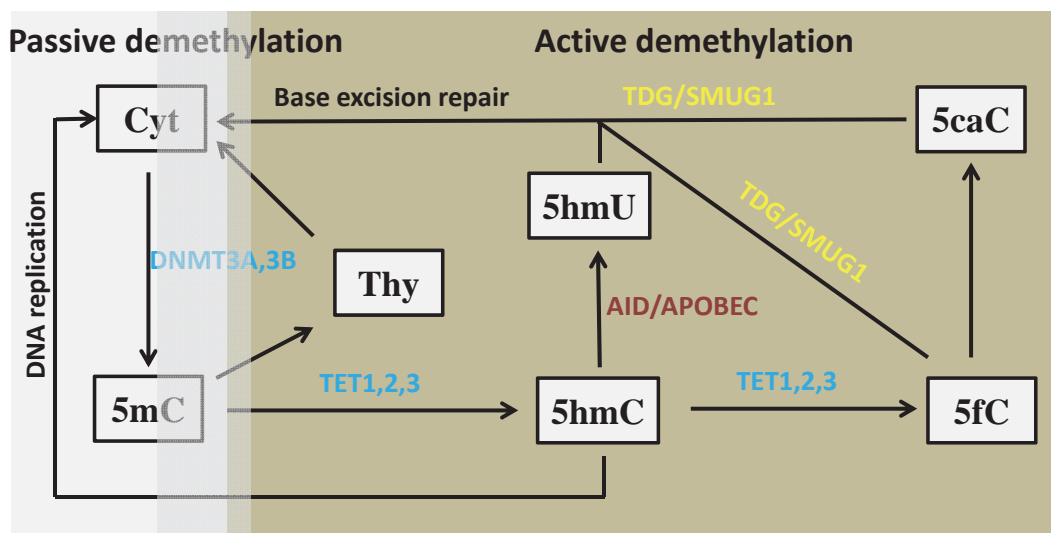 Passive demethylation
Active demethylation
Base excision repair
TDG/SMUG1
Cyt
5caC
5hmU
TDG/SMUG1
DNA replication
DNMT3A,3B
Thy
AID/APOBEC
TET1,2,3
TET1,2,3
5mC
5hmC
5fC